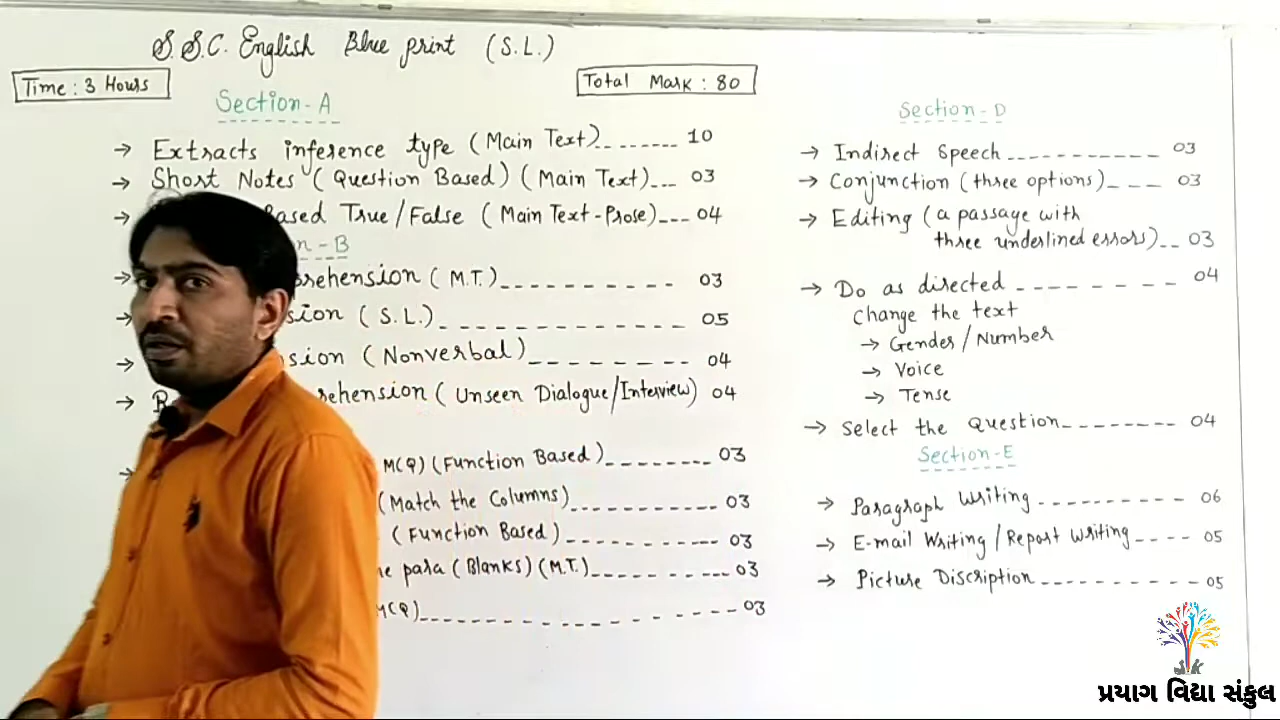 S.S.C. English Blue print (S.L.)
Time : 3 Hours
Total Mark : 80
Section - A
→ Extracts inference type (Main Text)-------- 10
→ Short Notes (Question Based) (Main Text)--- 03
→ Based True/False (Main Text-Prose)--- 04
n - B
→ prehension (M.T.)---------- 03
→ sion (S.L.)------------- 05
→ sion (Nonverbal)------- 04
→ R rehension (Unseen Dialogue/Interview) 04
→ MCQ) (Function Based)-------- 03
(Match the Columns)----------- 03
(Function Based)----------- 03
para (Blanks) (M.T.)---------- 03
MCQ)------------ 03
Section - D
→ Indirect Speech----------- 03
→ Conjunction (three options)--- 03
→ Editing (a passage with
three underlined errors)-- 03
→ Do as directed -------- 04
change the text
→ Gender / Number
→ Voice
→ Tense
→ Select the Question-------- 04
Section - E
→ Paragraph Writing ---------- 06
→ E-mail Writing / Report Writing---- 05
→ Picture Discription---------- 05
SK
પ્રયાગ વિદ્યા સંકુલ